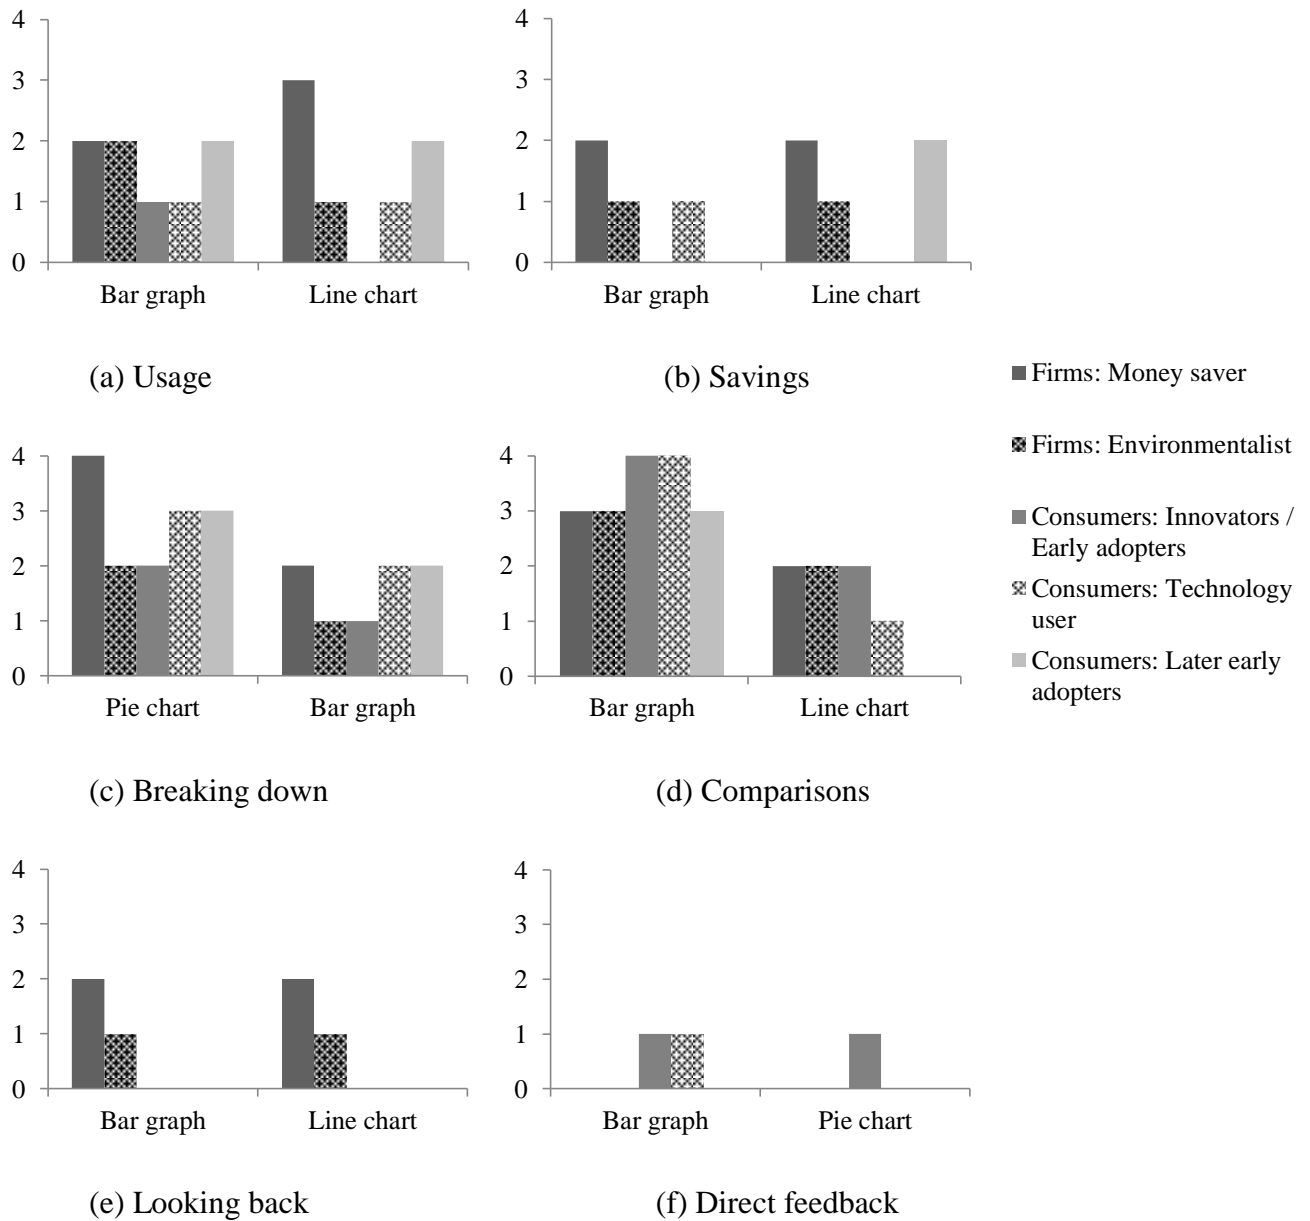 4
3
2
1
0
Bar graph
Line chart
(a) Usage
4
3
2
1
0
Bar graph
Line chart
(b) Savings
Firms: Money saver
Firms: Environmentalist
Consumers: Innovators /
Early adopters
Consumers: Technology
user
Consumers: Later early
adopters
4
3
2
1
0
Pie chart
Bar graph
(c) Breaking down
4
3
2
1
0
Bar graph
Line chart
(d) Comparisons
4
3
2
1
0
Bar graph
Line chart
(e) Looking back
4
3
2
1
0
Bar graph
Pie chart
(f) Direct feedback